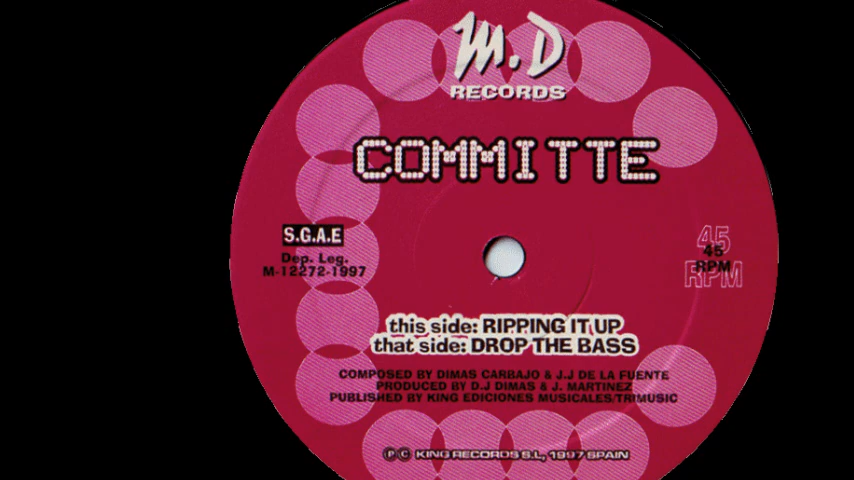 M.D
RECORDS
COMMITTE
S.G.A.E
Dep. Leg.
M-12272-1997
45
RPM
45
RPM
this side: RIPPING IT UP
that side: DROP THE BASS
COMPOSED BY DIMAS CARBAJO & J.J DE LA FUENTE
PRODUCED BY D.J DIMAS & J. MARTINEZ
PUBLISHED BY KING EDICIONES MUSICALES/TRIMUSIC
Ⓟ Ⓒ KING RECORDS S.L, 1997 SPAIN